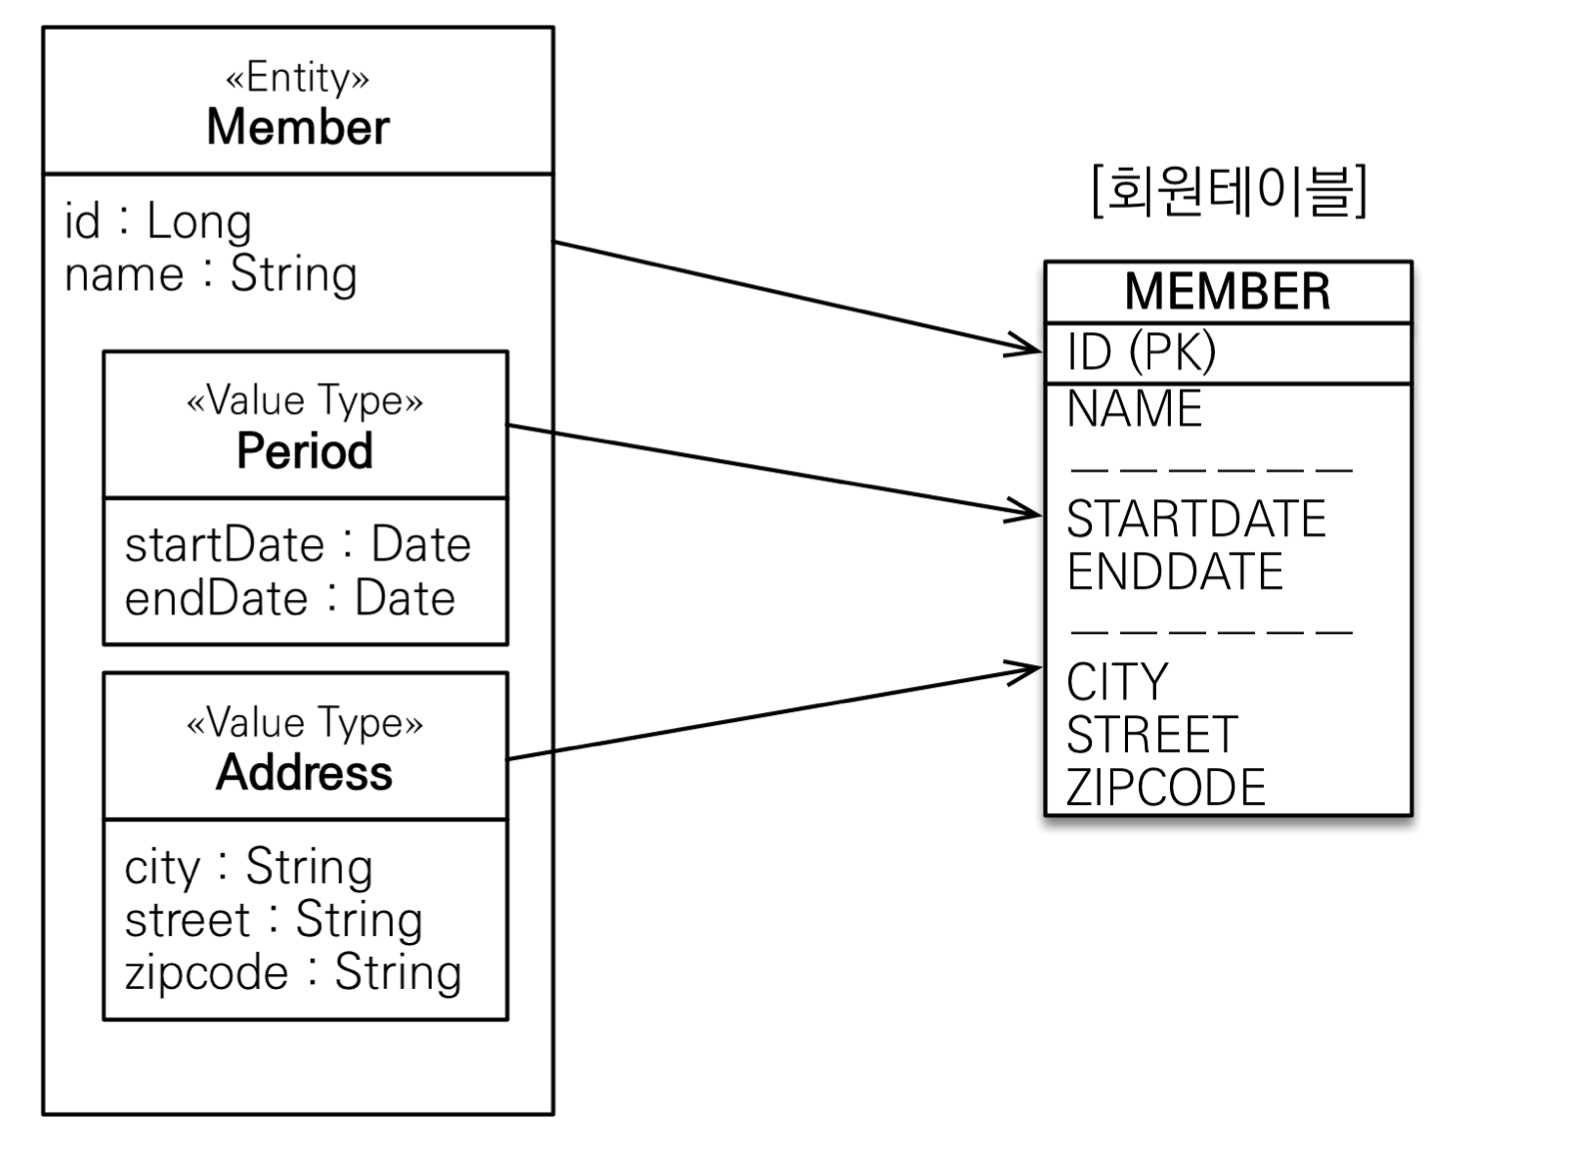 «Entity»
Member
id : Long
name : String
«Value Type»
Period
startDate : Date
endDate : Date
«Value Type»
Address
city : String
street : String
zipcode : String
[회원테이블]
MEMBER
ID (PK)
NAME
STARTDATE
ENDDATE
CITY
STREET
ZIPCODE